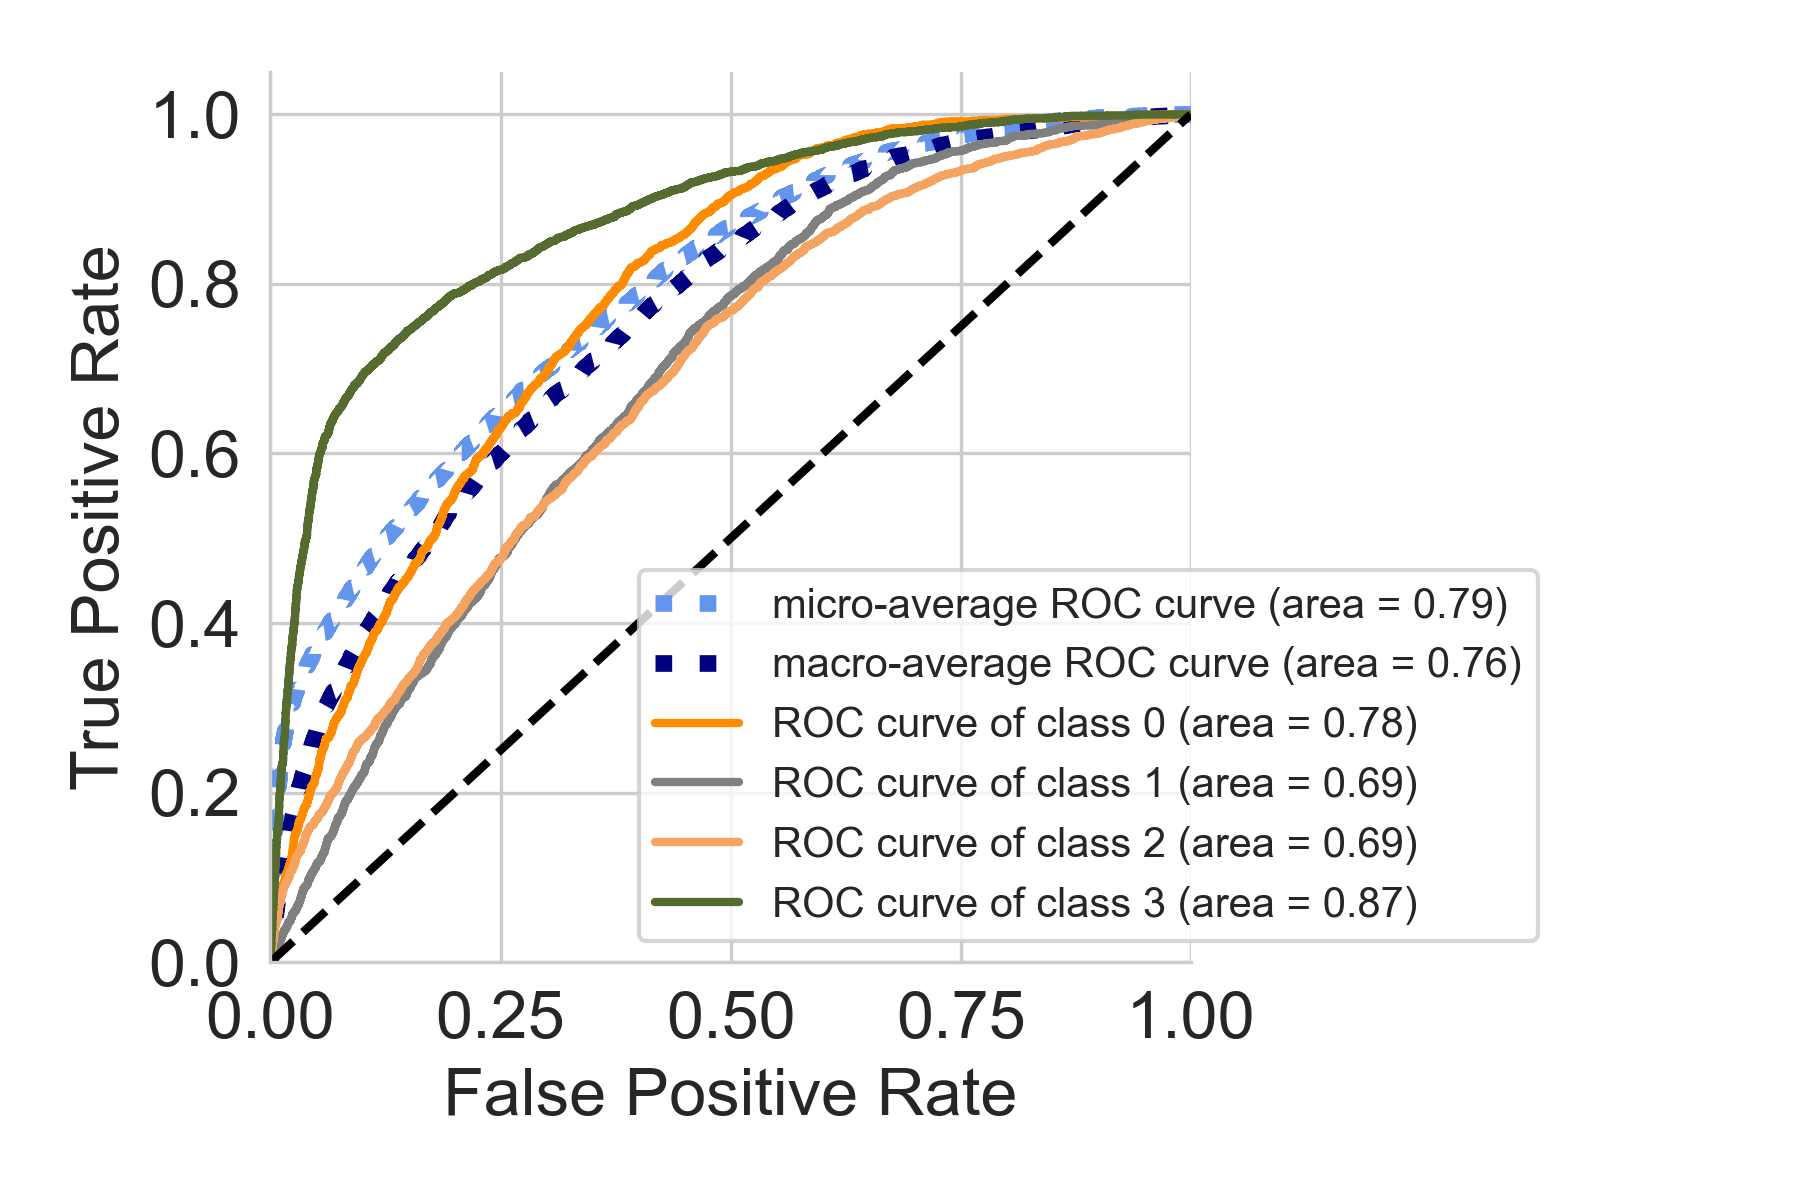 1.0
0.8
0.6
0.4
0.2
0.0
True Positive Rate
0.00 0.25 0.50 0.75 1.00
False Positive Rate
micro-average ROC curve (area = 0.79)
macro-average ROC curve (area = 0.76)
ROC curve of class 0 (area = 0.78)
ROC curve of class 1 (area = 0.69)
ROC curve of class 2 (area = 0.69)
ROC curve of class 3 (area = 0.87)